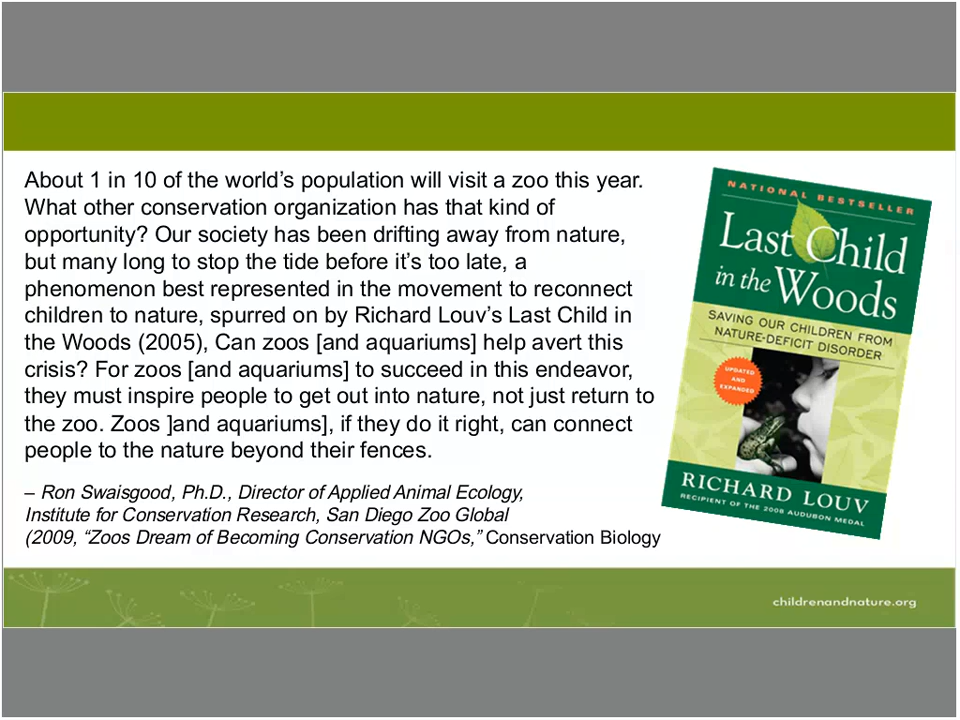 About 1 in 10 of the world’s population will visit a zoo this year.
What other conservation organization has that kind of
opportunity? Our society has been drifting away from nature,
but many long to stop the tide before it’s too late, a
phenomenon best represented in the movement to reconnect
children to nature, spurred on by Richard Louv’s Last Child in
the Woods (2005), Can zoos [and aquariums] help avert this
crisis? For zoos [and aquariums] to succeed in this endeavor,
they must inspire people to get out into nature, not just return to
the zoo. Zoos ]and aquariums], if they do it right, can connect
people to the nature beyond their fences.
– Ron Swaisgood, Ph.D., Director of Applied Animal Ecology,
Institute for Conservation Research, San Diego Zoo Global
(2009, “Zoos Dream of Becoming Conservation NGOs,” Conservation Biology
NATIONAL BESTSELLER
Last Child
in the Woods
SAVING OUR CHILDREN FROM
NATURE-DEFICIT DISORDER
UPDATED
AND
EXPANDED
RICHARD LOUV
RECIPIENT OF THE 2008 AUDUBON MEDAL
childrenandnature.org